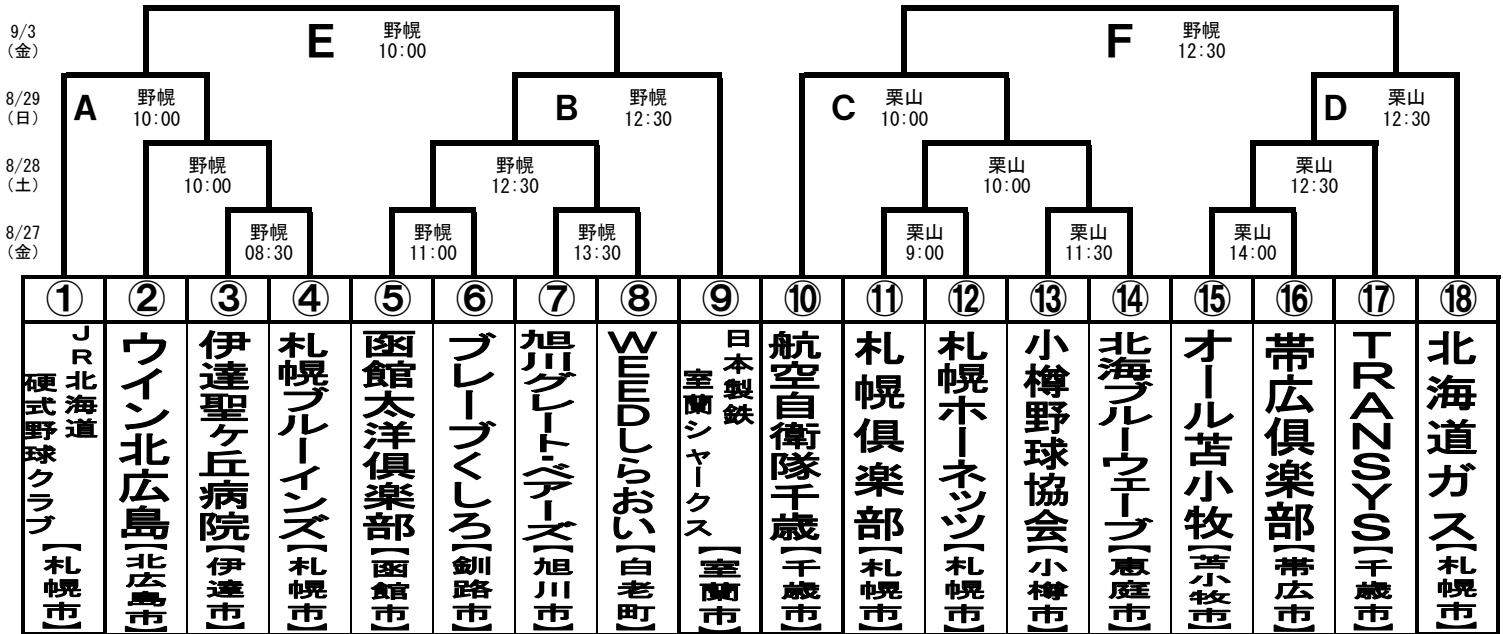 9/3
(金)
E
野幌
10:00
F
野幌
12:30
8/29
(日)
A
野幌
10:00
B
野幌
12:30
C
栗山
10:00
D
栗山
12:30
8/28
(土)
野幌
10:00
野幌
12:30
栗山
10:00
栗山
12:30
8/27
(金)
野幌
08:30
野幌
11:00
野幌
13:30
栗山
9:00
栗山
11:30
栗山
14:00
①
②
③
④
⑤
⑥
⑦
⑧
⑨
⑩
⑪
⑫
⑬
⑭
⑮
⑯
⑰
⑱
JR北海道
硬式野球クラブ
【札幌市】
ウイン北広島
【北広島市】
伊達聖ヶ丘病院
【伊達市】
札幌ブルーインズ
【札幌市】
函館太洋倶楽部
【函館市】
ブレーブくしろ
【釧路市】
旭川グレート・ベアーズ
【旭川市】
WEEDしらおい
【白老町】
日本製鉄
室蘭シャークス
【室蘭市】
航空自衛隊千歳
【千歳市】
札幌倶楽部
【札幌市】
札幌ホーネッツ
【札幌市】
小樽野球協会
【小樽市】
北海ブルーウェーブ
【恵庭市】
オール苫小牧
【苫小牧市】
帯広倶楽部
【帯広市】
TRANSYS
【千歳市】
北海道ガス
【札幌市】